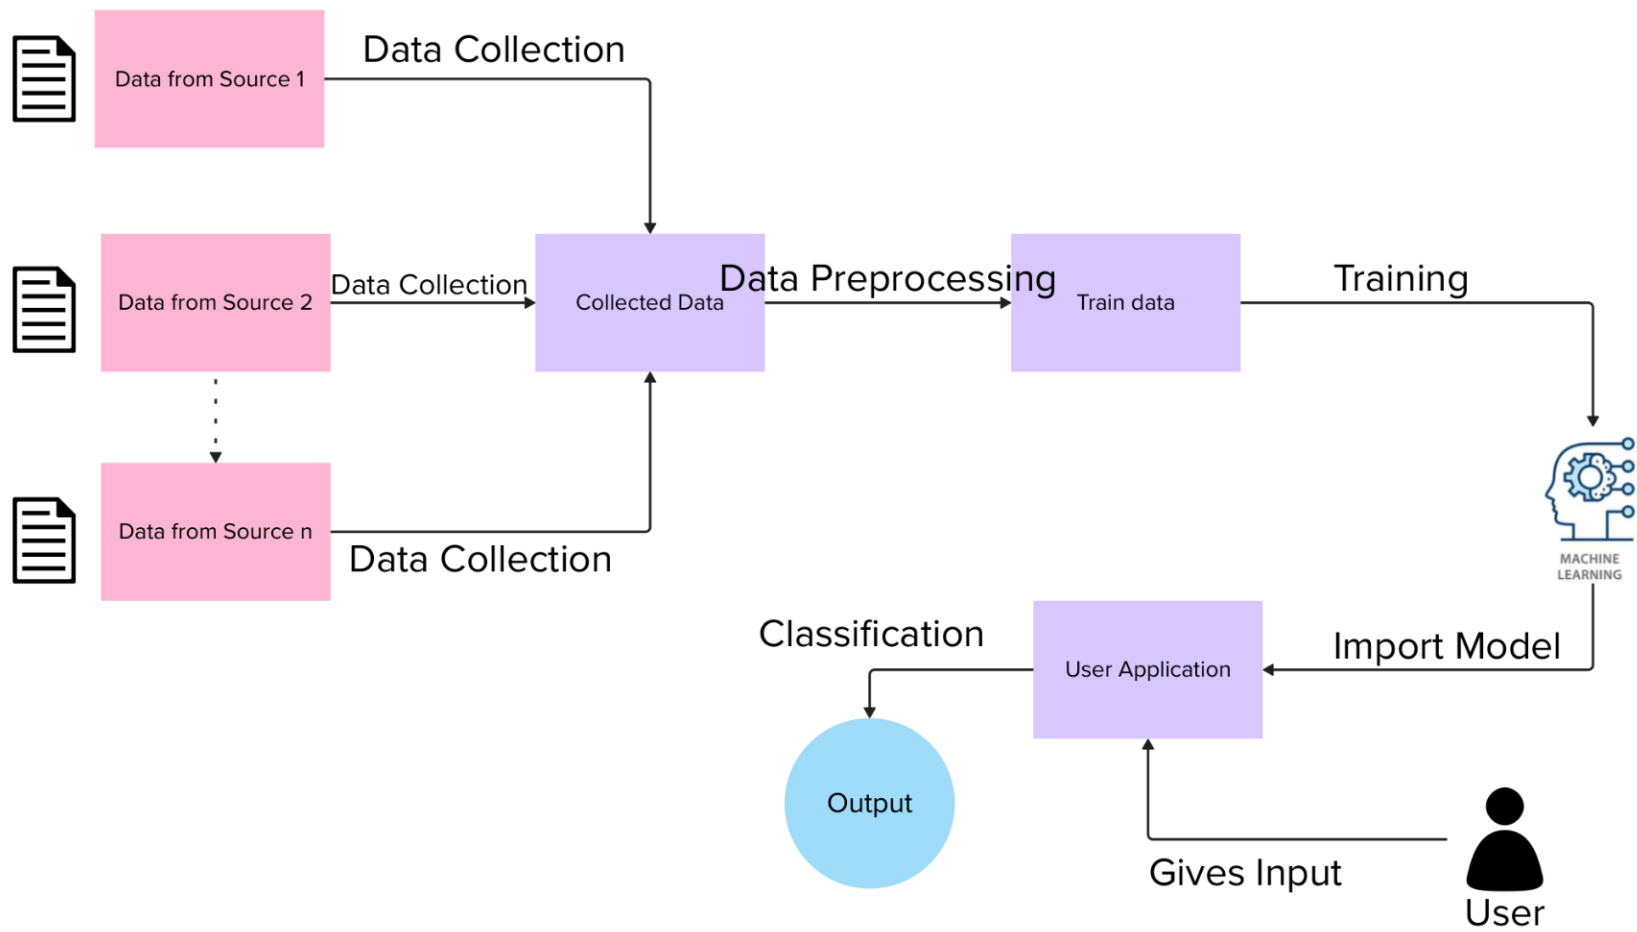 Data Collection
Data from Source 1
Data Collection
Data Preprocessing
Training
Data from Source 2
Collected Data
Train data
Data from Source n
Data Collection
MACHINE
LEARNING
Classification
Import Model
User Application
Output
Gives Input
User